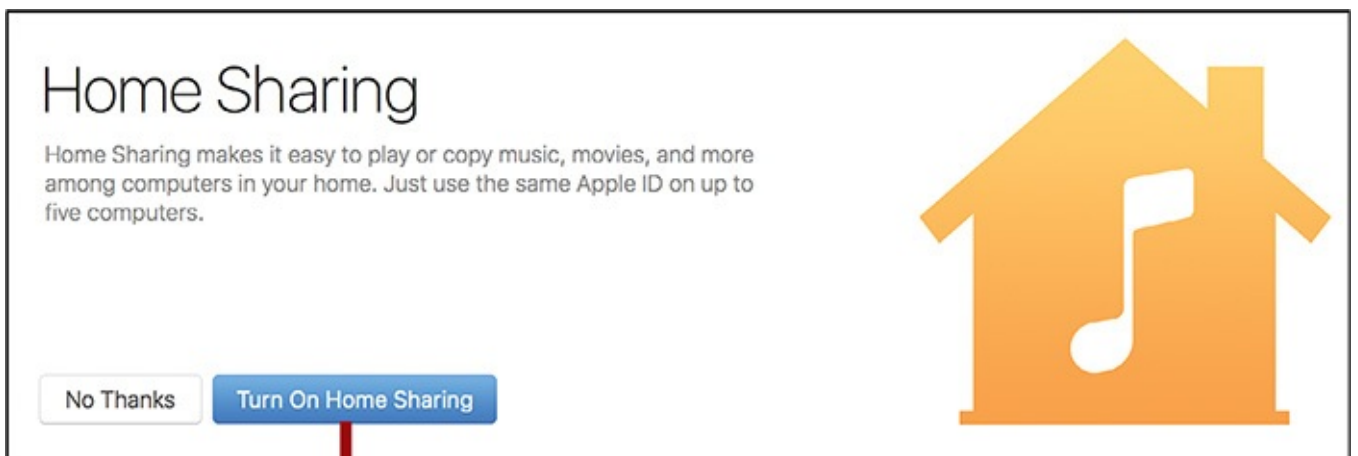 Home Sharing
Home Sharing makes it easy to play or copy music, movies, and more
among computers in your home. Just use the same Apple ID on up to
five computers.
No Thanks
Turn On Home Sharing